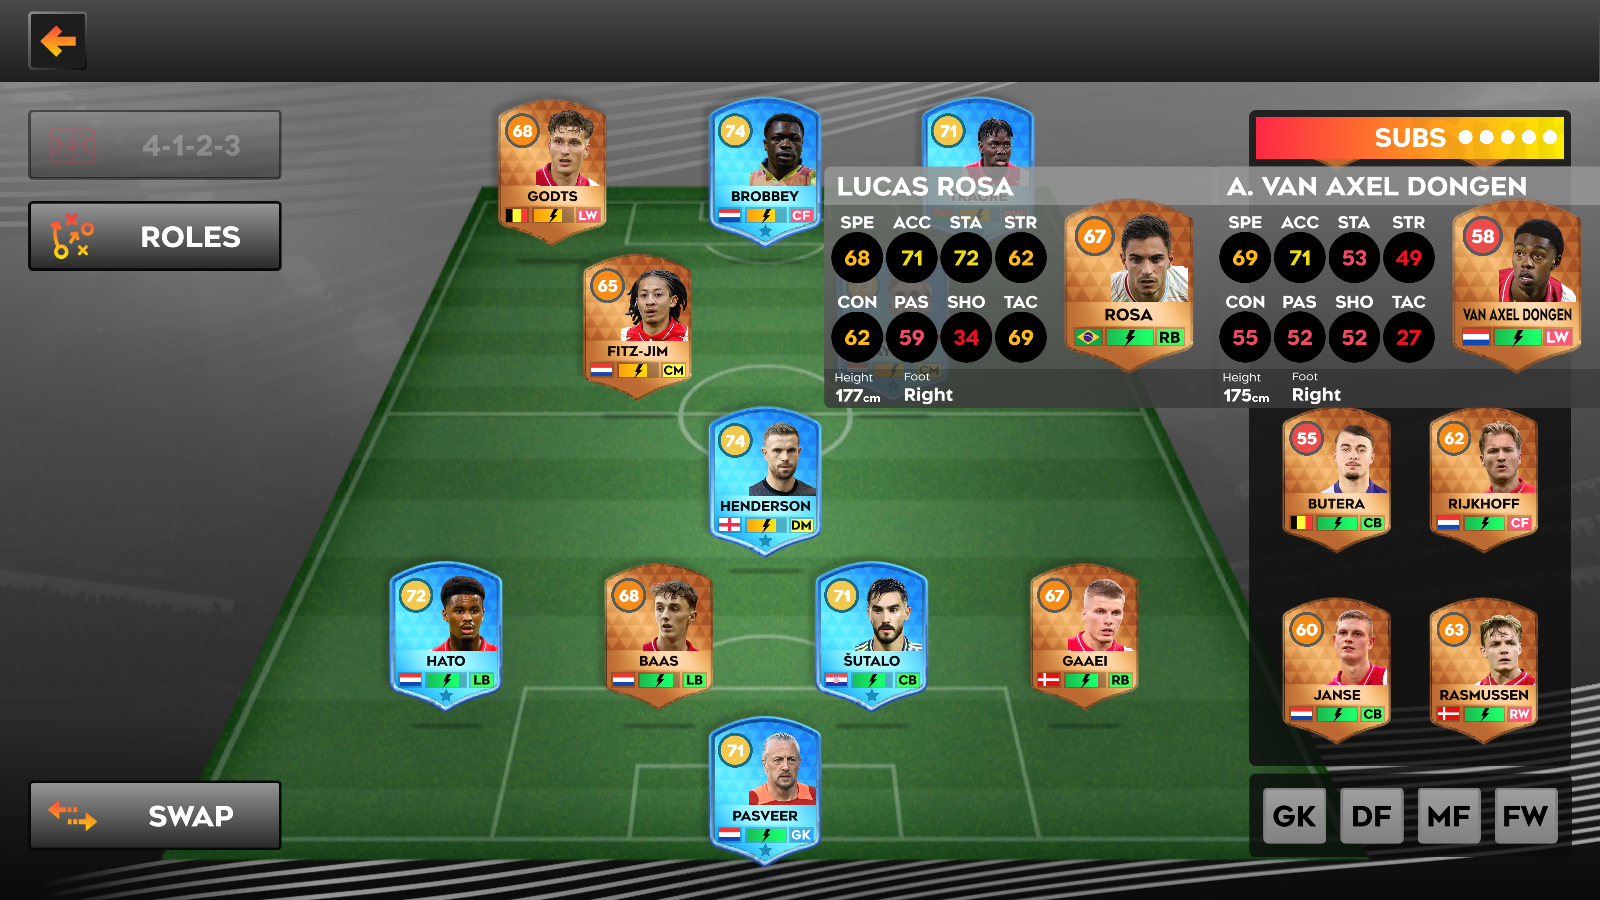 4-1-2-3
ROLES
SWAP
68
GODTS
LW
74
BROBBEY
CF
71
TRAORÉ
65
FITZ-JIM
CM
74
HENDERSON
DM
72
HATO
LB
68
BAAS
LB
71
ŠUTALO
CB
67
GAAEI
RB
71
PASVEER
GK
SUBS
LUCAS ROSA
SPE ACC STA STR
68 71 72 62
CON PAS SHO TAC
62 59 34 69
Height Foot
177cm Right
67
ROSA
RB
A. VAN AXEL DONGEN
SPE ACC STA STR
69 71 53 49
CON PAS SHO TAC
55 52 52 27
Height Foot
175cm Right
58
VAN AXEL DONGEN
LW
CM
55
BUTERA
CB
62
RIJKHOFF
CF
60
JANSE
CB
63
RASMUSSEN
RW
GK DF MF FW